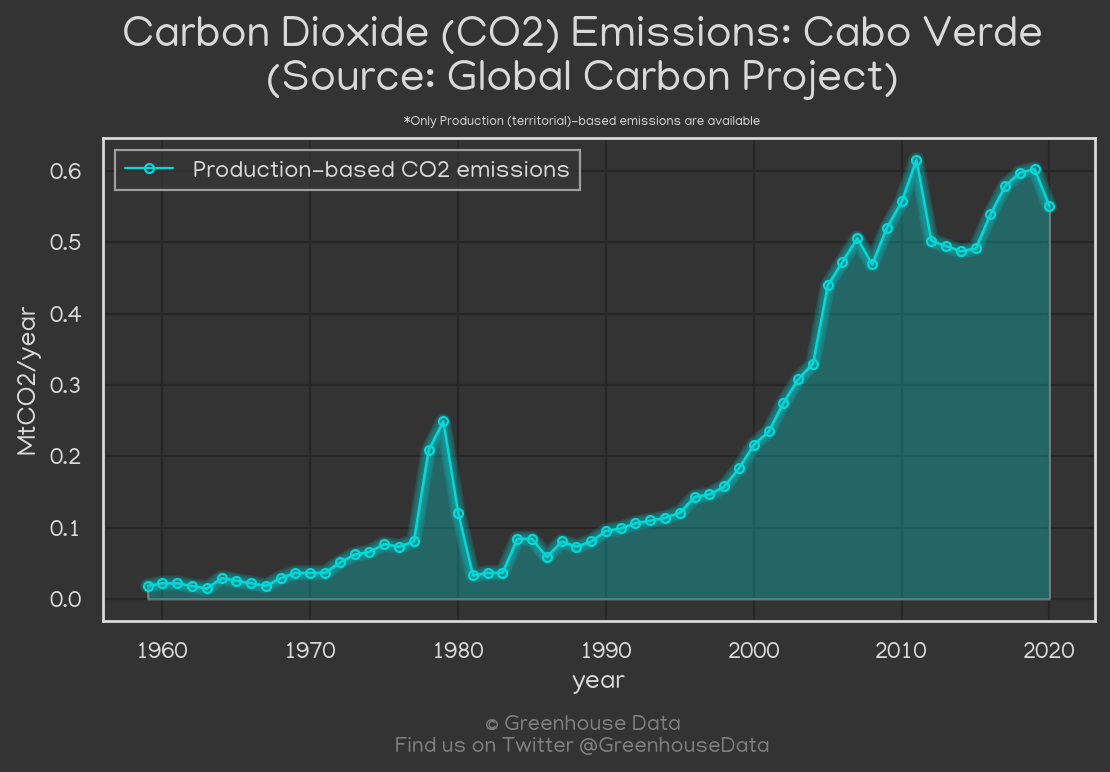 Carbon Dioxide (CO2) Emissions: Cabo Verde
(Source: Global Carbon Project)
*Only Production (territorial)-based emissions are available
Production-based CO2 emissions
0.6
0.5
0.4
0.3
0.2
0.1
0.0
MtCO2/year
1960 1970 1980 1990 2000 2010 2020
year
© Greenhouse Data
Find us on Twitter @GreenhouseData